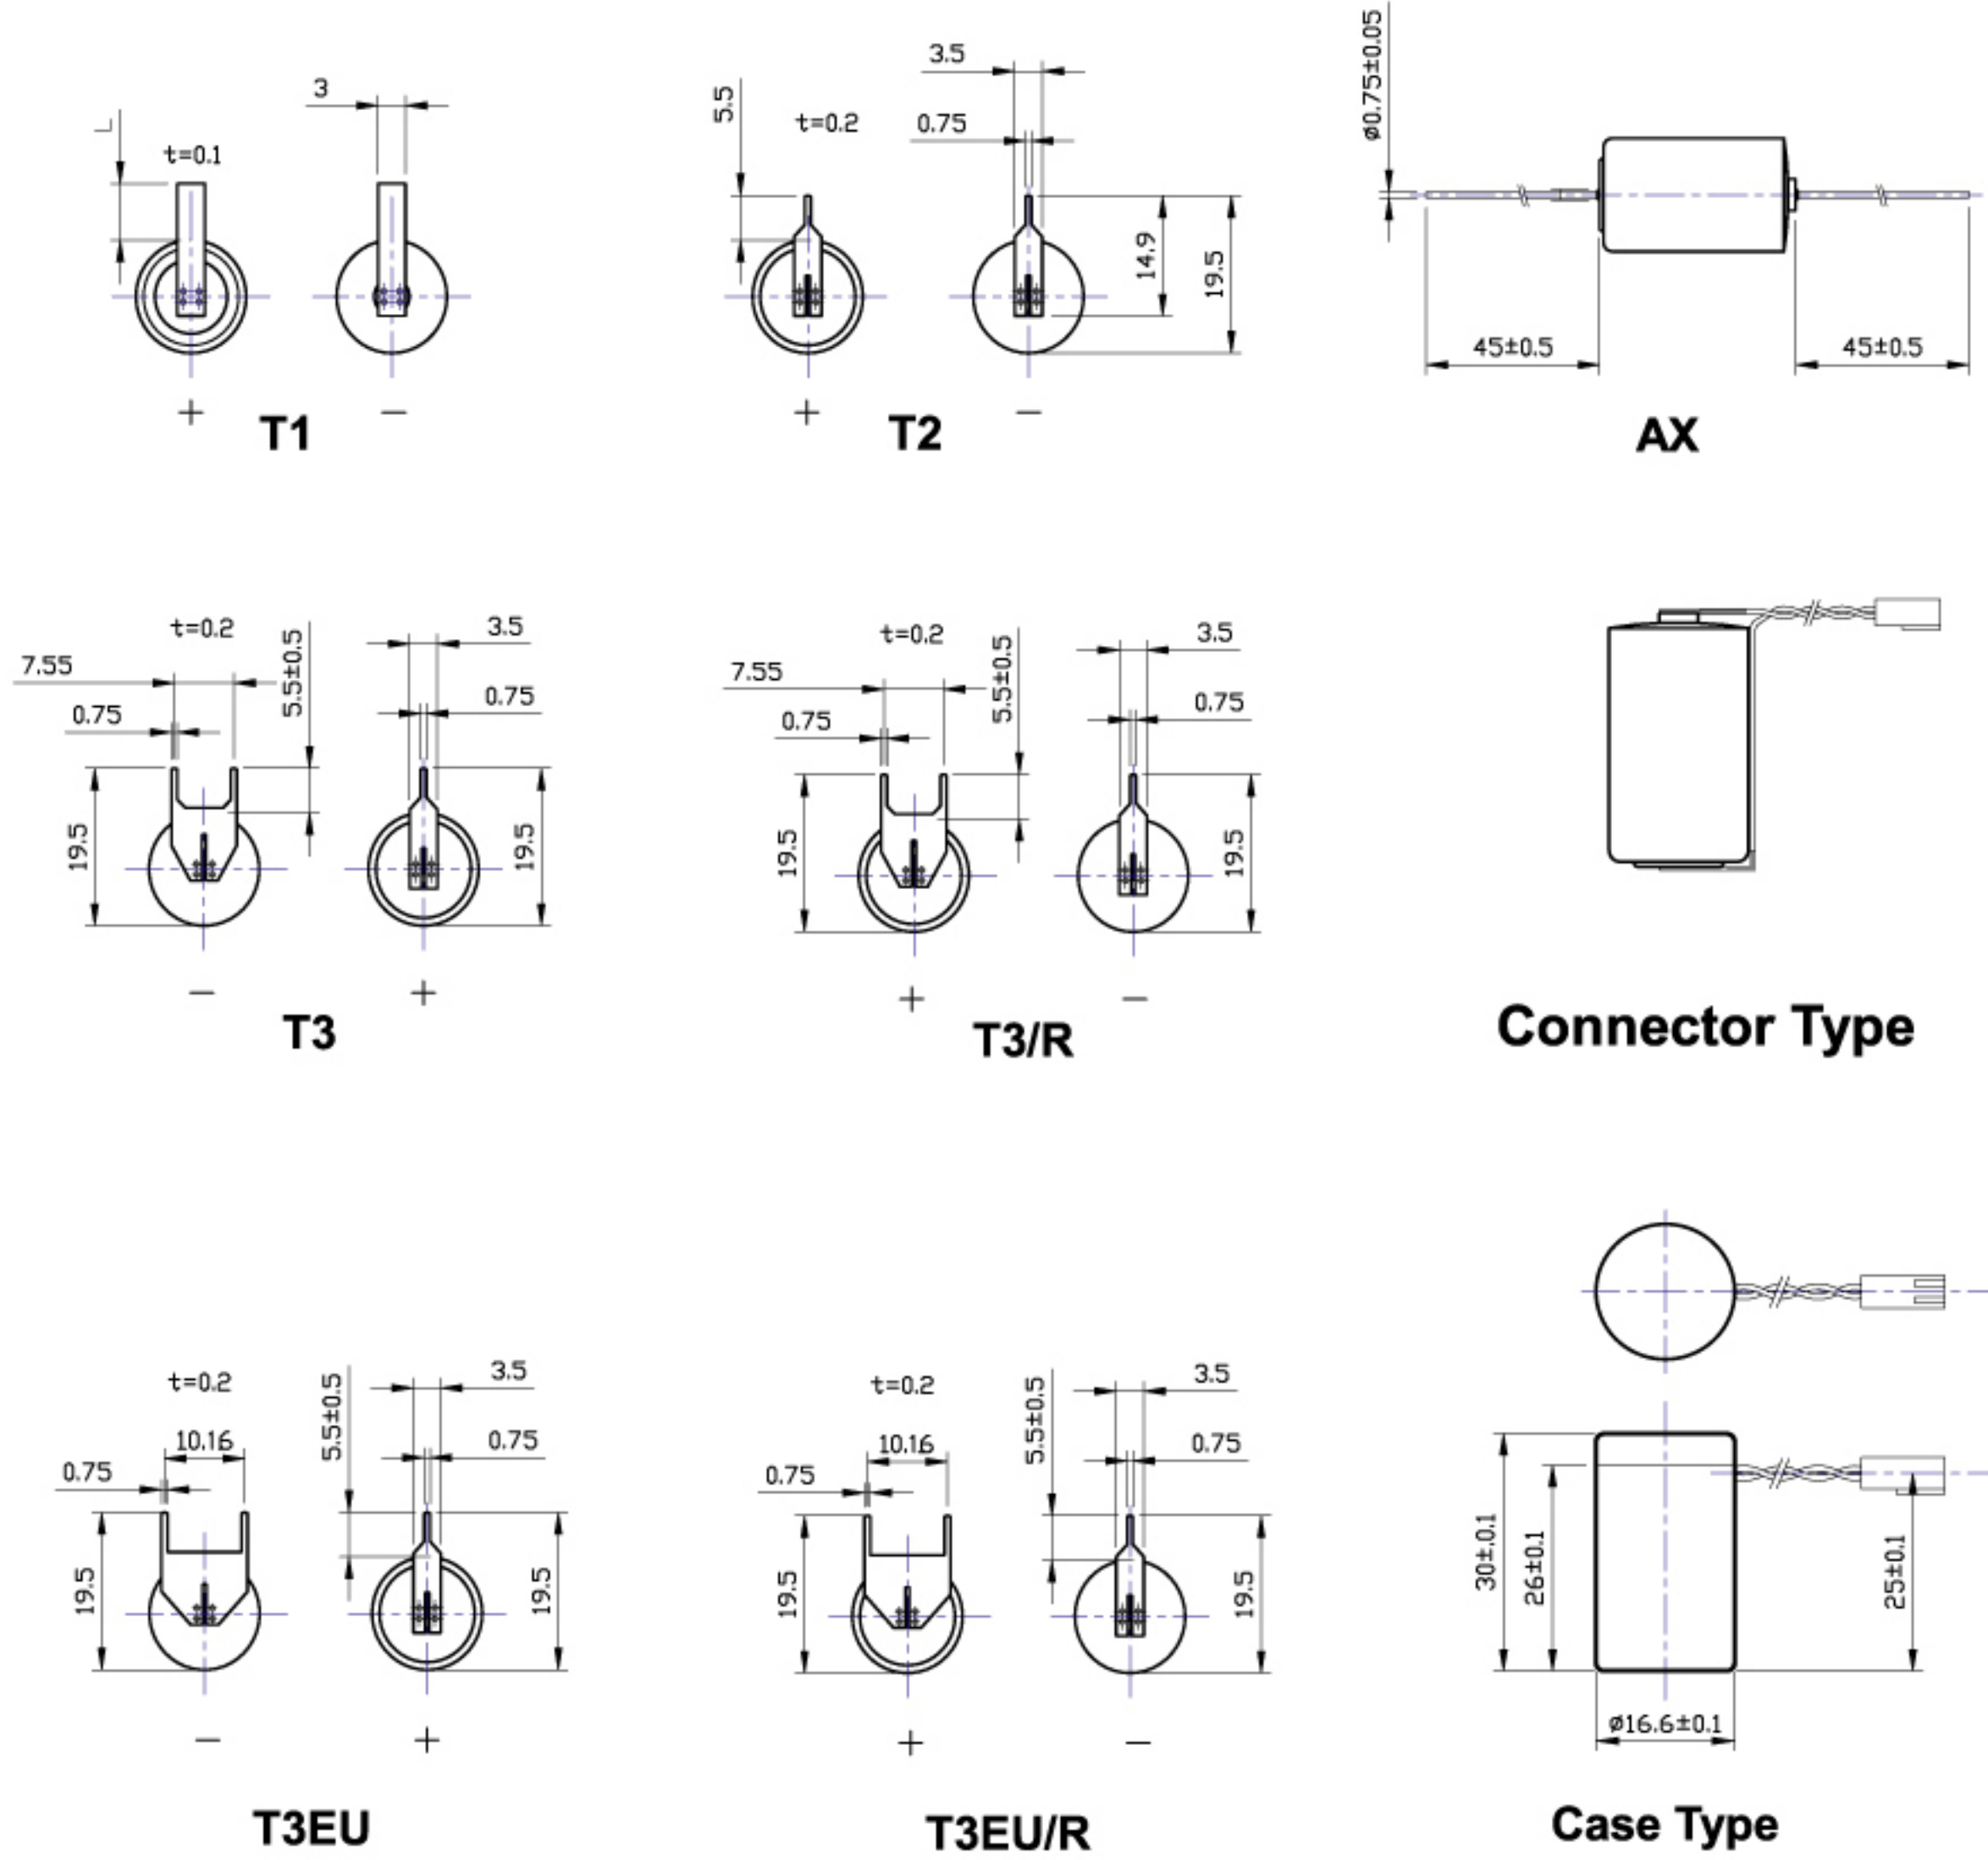 L
t=0.1
3
+
−
T1
5.5
t=0.2
3.5
0.75
14.9
19.5
+
−
T2
ø0.75±0.05
45±0.5
45±0.5
AX
t=0.2
7.55
0.75
5.5±0.5
19.5
3.5
0.75
19.5
−
+
T3
t=0.2
7.55
0.75
5.5±0.5
19.5
3.5
0.75
19.5
+
−
T3/R
Connector Type
t=0.2
10.16
0.75
19.5
5.5±0.5
3.5
0.75
19.5
−
+
T3EU
t=0.2
10.16
0.75
19.5
5.5±0.5
3.5
0.75
19.5
+
−
T3EU/R
30±0.1
26±0.1
25±0.1
ø16.6±0.1
Case Type